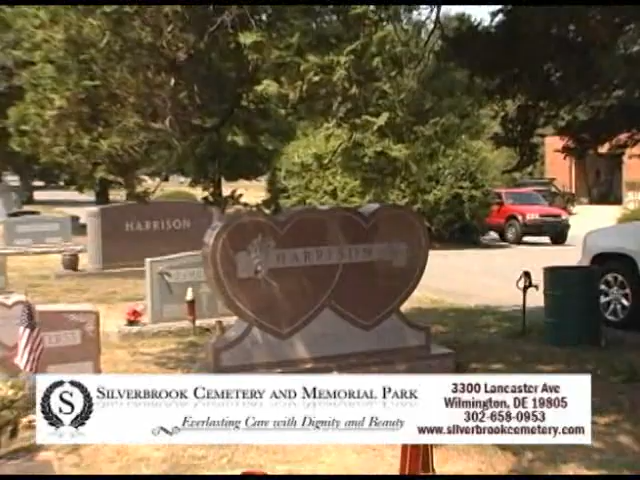 HARRISON
HARRISON
S
SILVERBROOK CEMETERY AND MEMORIAL PARK
Everlasting Care with Dignity and Beauty
3300 Lancaster Ave
Wilmington, DE 19805
302-658-0953
www.silverbrookcemetery.com